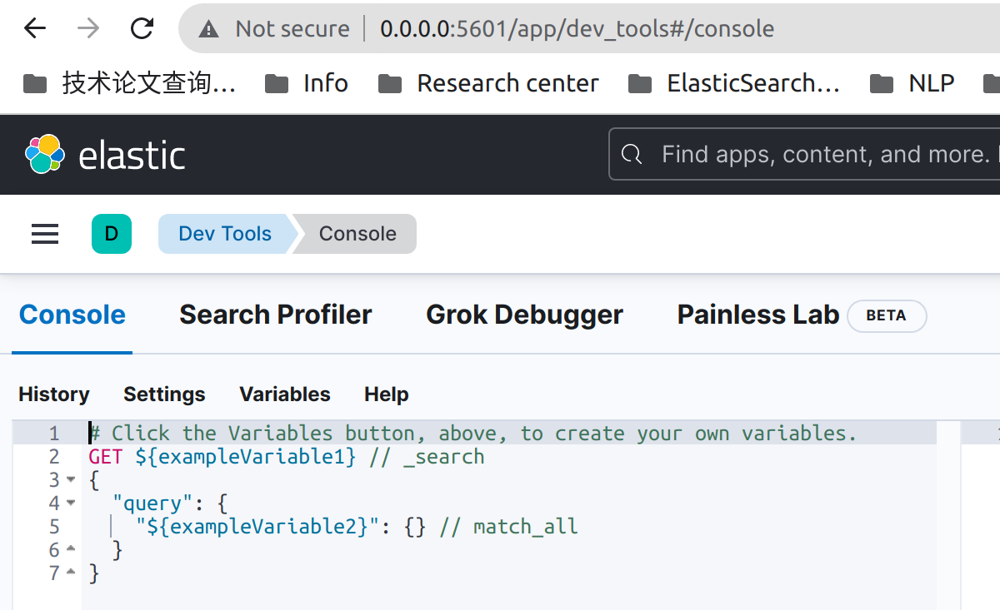 Not secure 0.0.0.0:5601/app/dev_tools#/console
技术论文查询... Info Research center ElasticSearch... NLP
elastic Find apps, content, and more.
D Dev Tools Console
Console Search Profiler Grok Debugger Painless Lab BETA
History Settings Variables Help
1 # Click the Variables button, above, to create your own variables.
2 GET ${exampleVariable1} // _search
3 {
4 "query": {
5 "${exampleVariable2}": {} // match_all
6 }
7 }